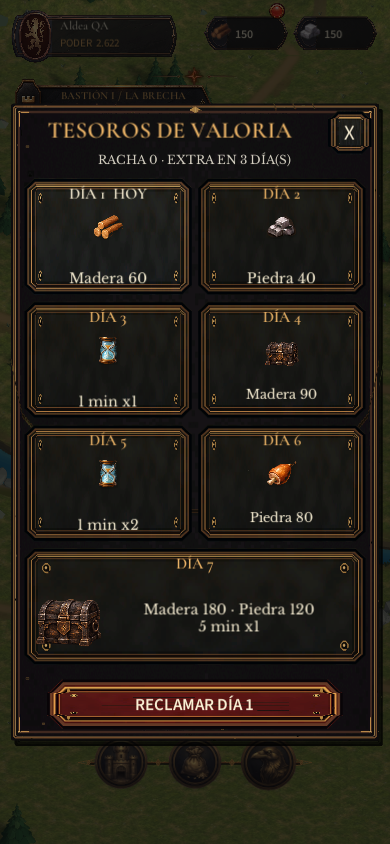 Aldea QA
PODER 2.622
150
150
BASTIÓN I / LA BRECHA
TESOROS DE VALORIA
X
RACHA 0 · EXTRA EN 3 DÍA(S)
DÍA 1 HOY
Madera 60
DÍA 2
Piedra 40
DÍA 3
1 min x1
DÍA 4
Madera 90
DÍA 5
1 min x2
DÍA 6
Piedra 80
DÍA 7
Madera 180 · Piedra 120
5 min x1
RECLAMAR DÍA 1